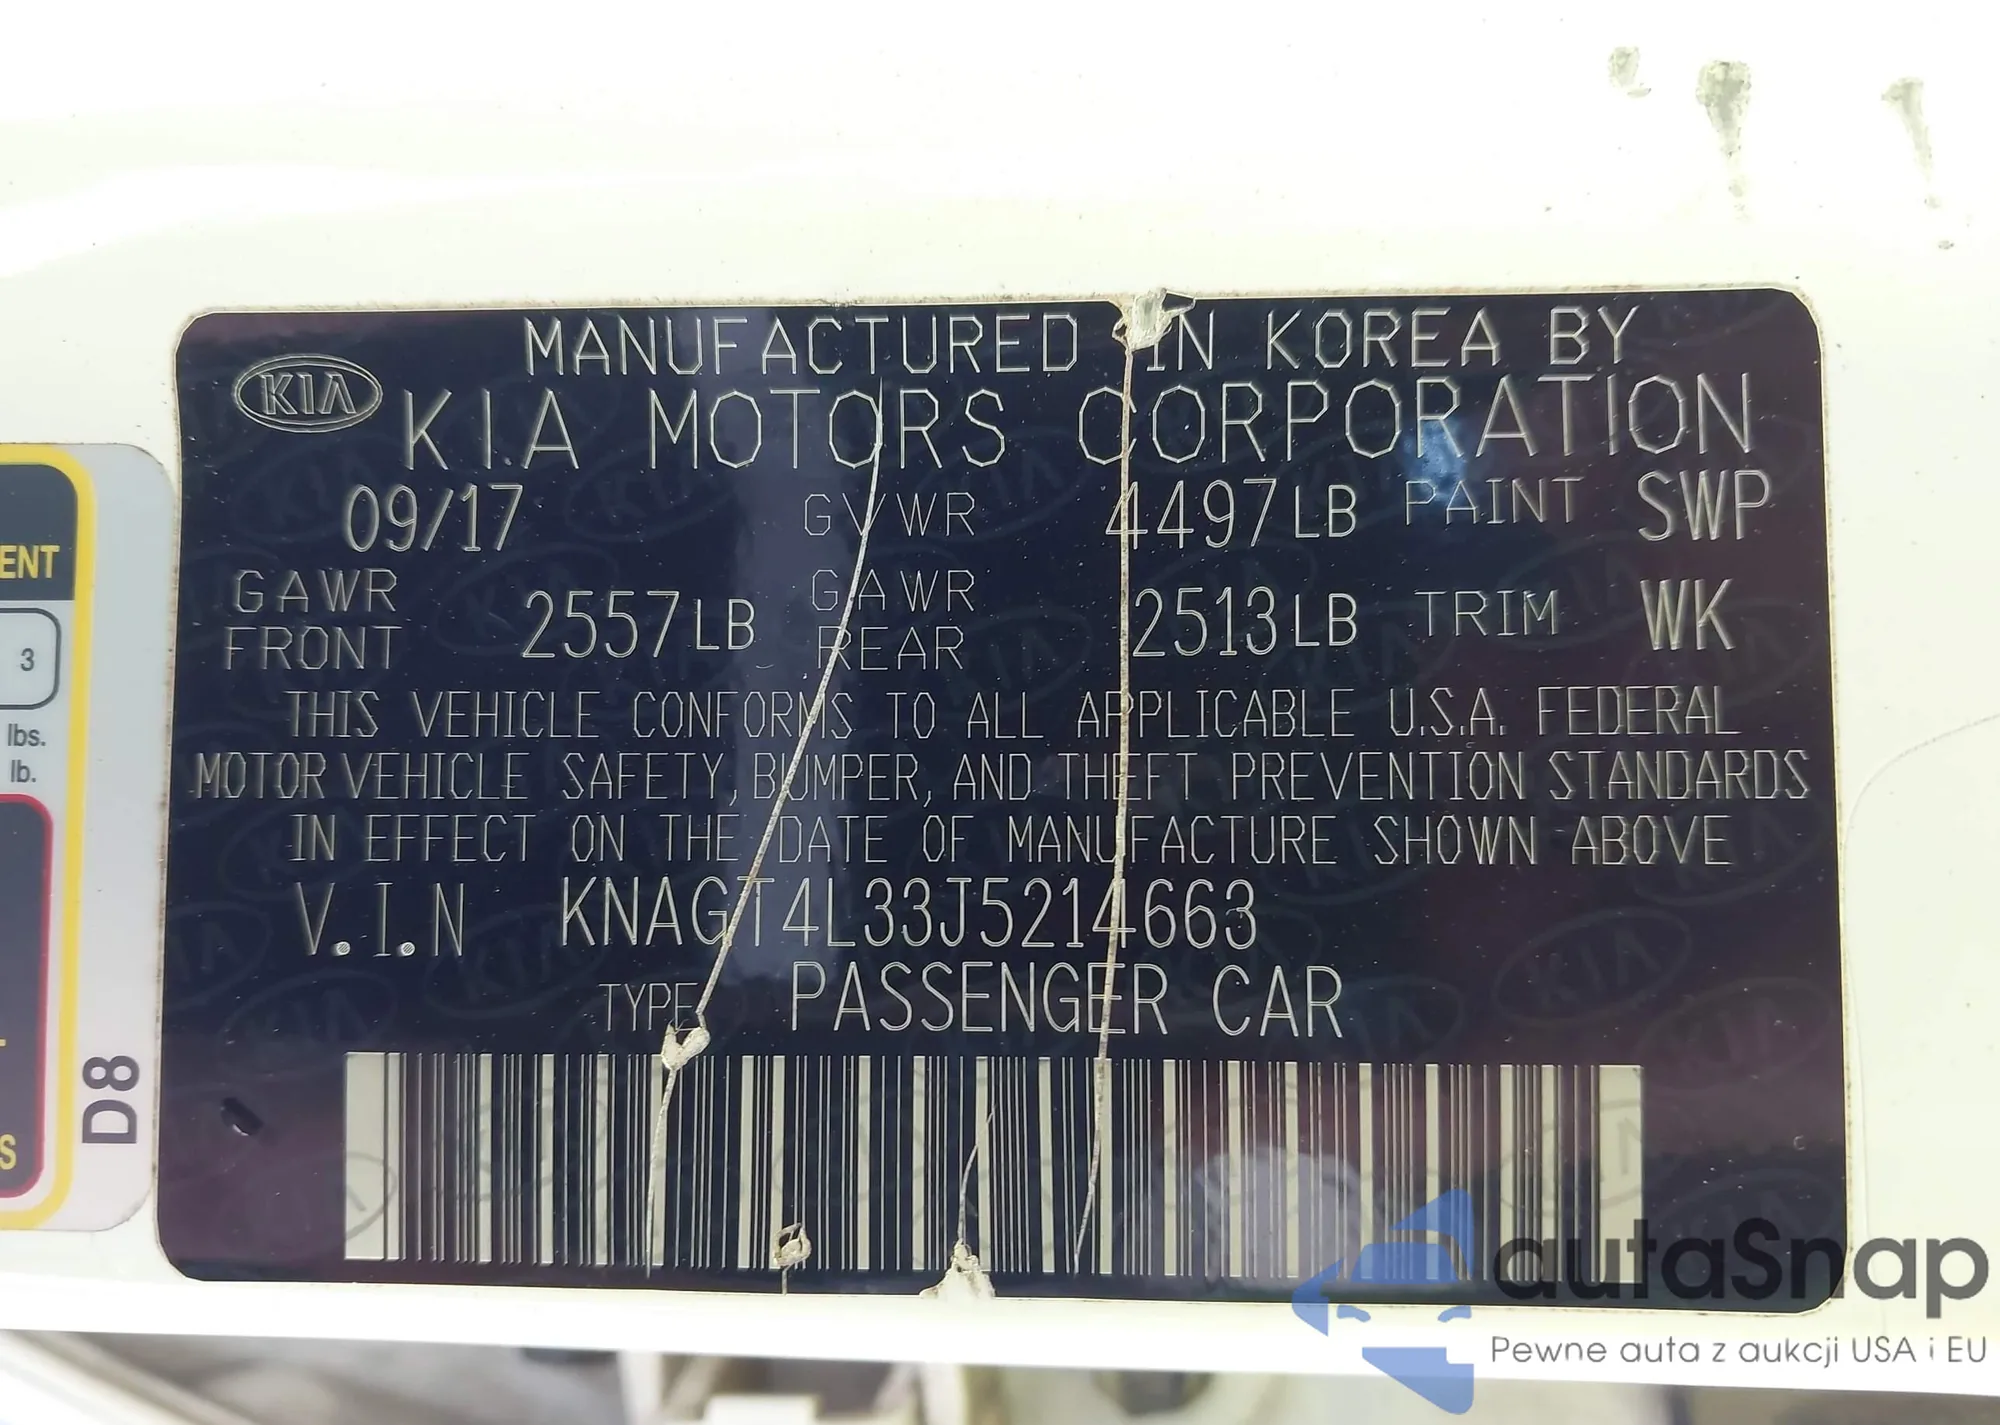 MANUFACTURED IN KOREA BY
KIA KIA MOTORS CORPORATION
09/17 GVWR 4497LB PAINT SWP
GAWR FRONT 2557LB GAWR REAR 2513LB TRIM WK
THIS VEHICLE CONFORMS TO ALL APPLICABLE U.S.A. FEDERAL
MOTOR VEHICLE SAFETY, BUMPER, AND THEFT PREVENTION STANDARDS
IN EFFECT ON THE DATE OF MANUFACTURE SHOWN ABOVE
V.I.N KNAGT4L33J5214663
TYPE PASSENGER CAR
ENT
3
lbs.
lb.
S
D8
autaSnap
Pewne auta z aukcji USA i EU